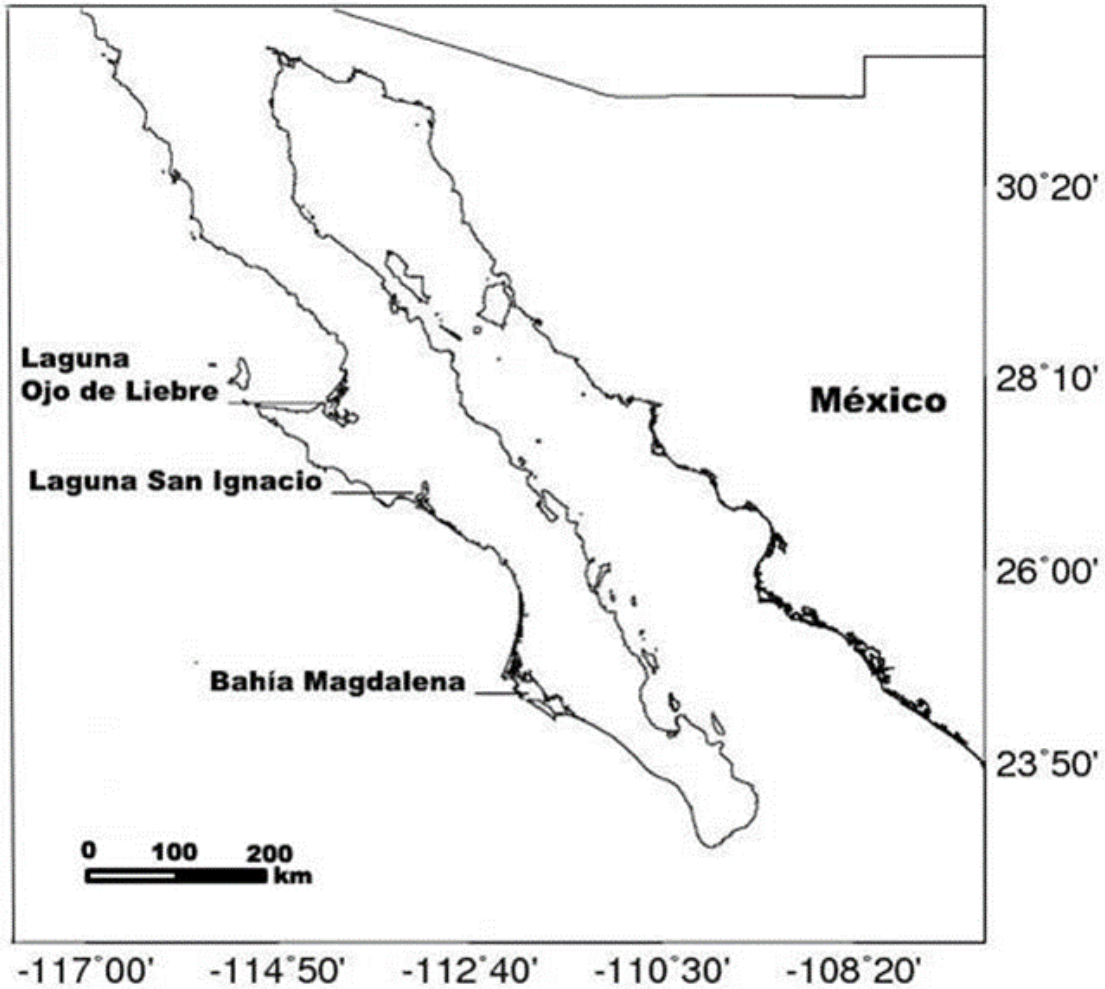 30°20'
Laguna
Ojo de Liebre
28°10'
México
Laguna San Ignacio
26°00'
Bahía Magdalena
23°50'
0 100 200
km
-117°00' -114°50' -112°40' -110°30' -108°20'